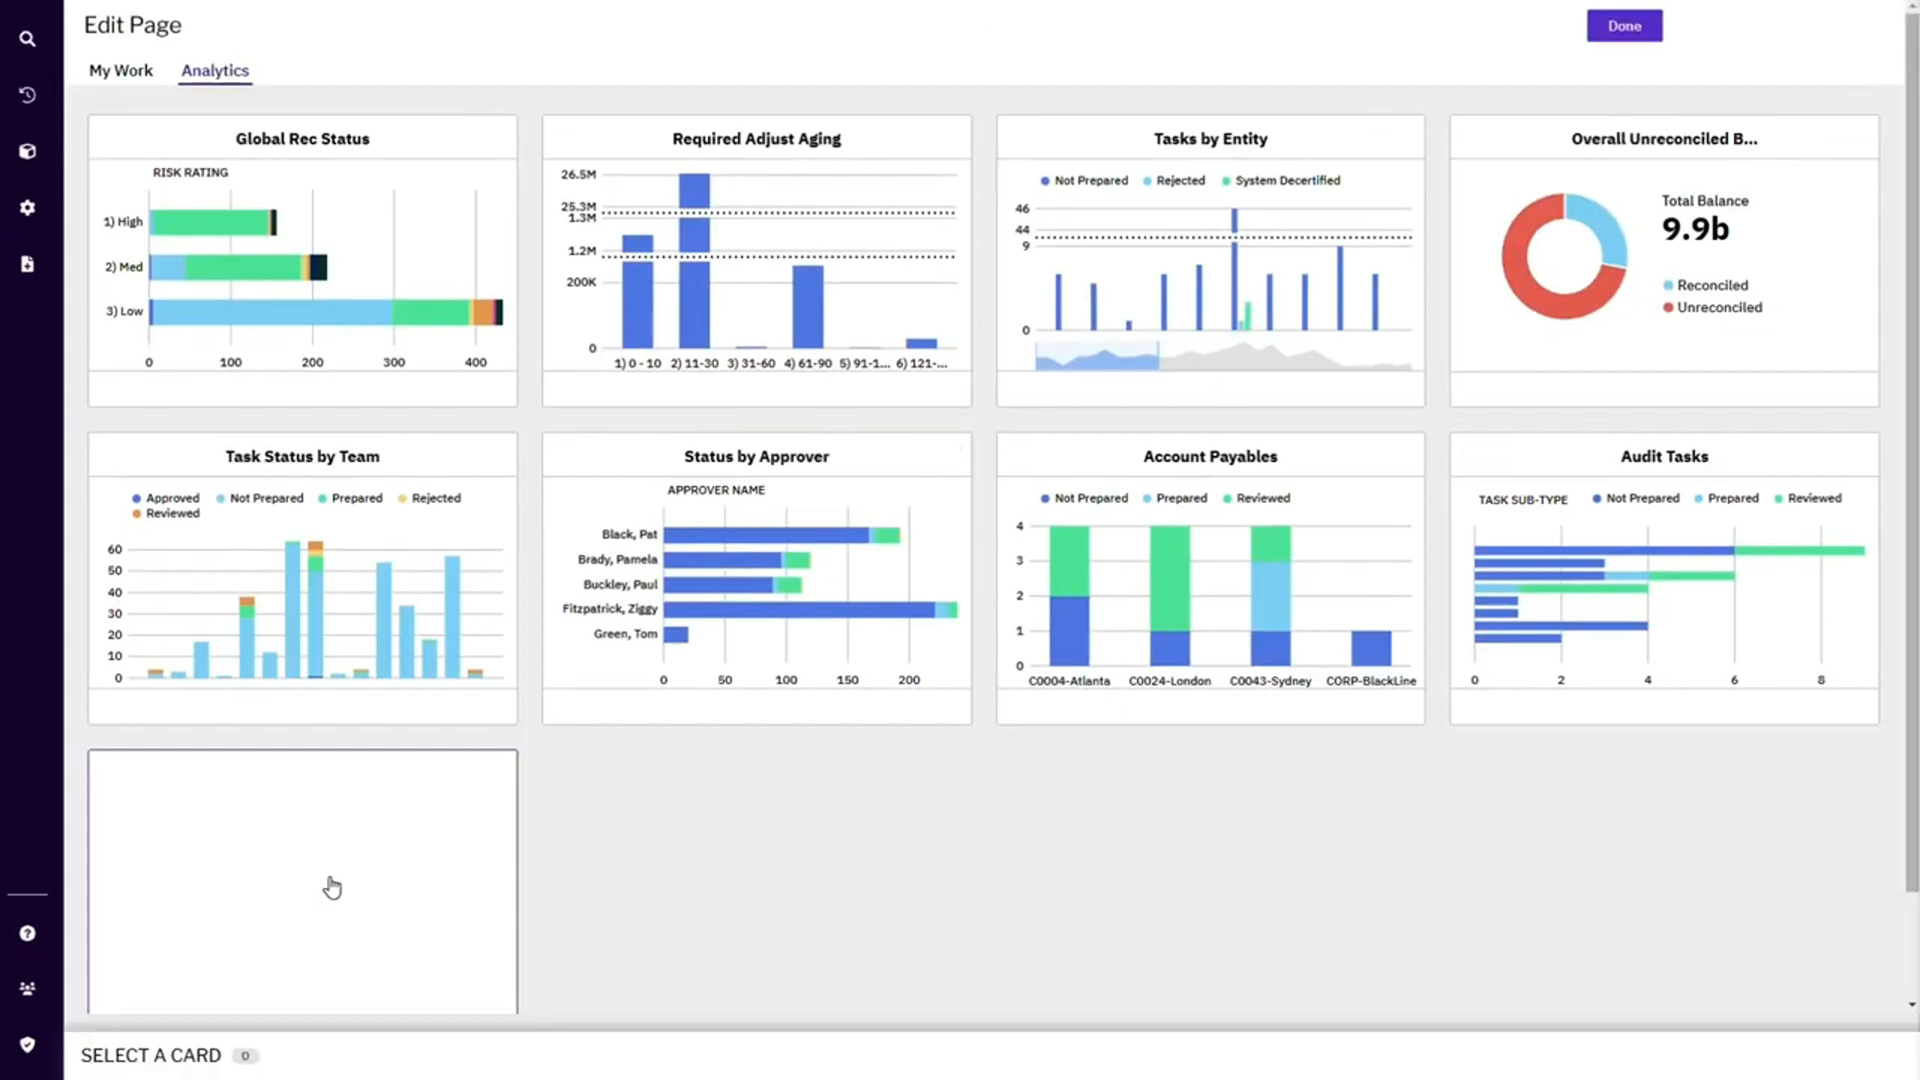 Edit Page
Done
My Work
Analytics
Global Rec Status
RISK RATING
1) High
2) Med
3) Low
0 100 200 300 400
Required Adjust Aging
26.5M
25.3M
1.3M
1.2M
200K
0
1) 0 - 10 2) 11-30 3) 31-60 4) 61-90 5) 91-1... 6) 121-...
Tasks by Entity
Not Prepared Rejected System Decertified
46
44
9
0
Overall Unreconciled B...
Total Balance
9.9b
Reconciled
Unreconciled
Task Status by Team
Approved Not Prepared Prepared Rejected
Reviewed
60
50
40
30
20
10
0
Status by Approver
APPROVER NAME
Black, Pat
Brady, Pamela
Buckley, Paul
Fitzpatrick, Ziggy
Green, Tom
0 50 100 150 200
Account Payables
Not Prepared Prepared Reviewed
4
3
2
1
0
C0004-Atlanta C0024-London C0043-Sydney CORP-BlackLine
Audit Tasks
TASK SUB-TYPE Not Prepared Prepared Reviewed
0 2 4 6 8
SELECT A CARD 0